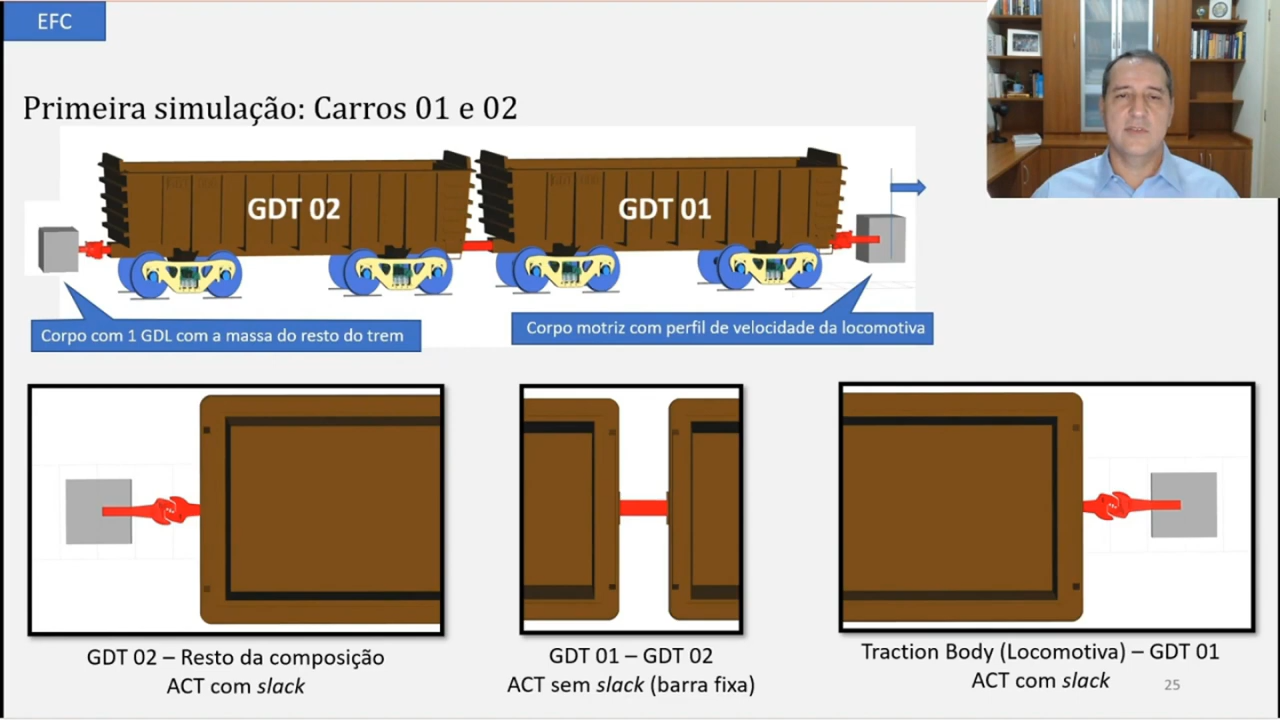 EFC
Primeira simulação: Carros 01 e 02
GDT 02
GDT 01
Corpo com 1 GDL com a massa do resto do trem
Corpo motriz com perfil de velocidade da locomotiva
GDT 02 – Resto da composição
ACT com slack
GDT 01 – GDT 02
ACT sem slack (barra fixa)
Traction Body (Locomotiva) – GDT 01
ACT com slack
25